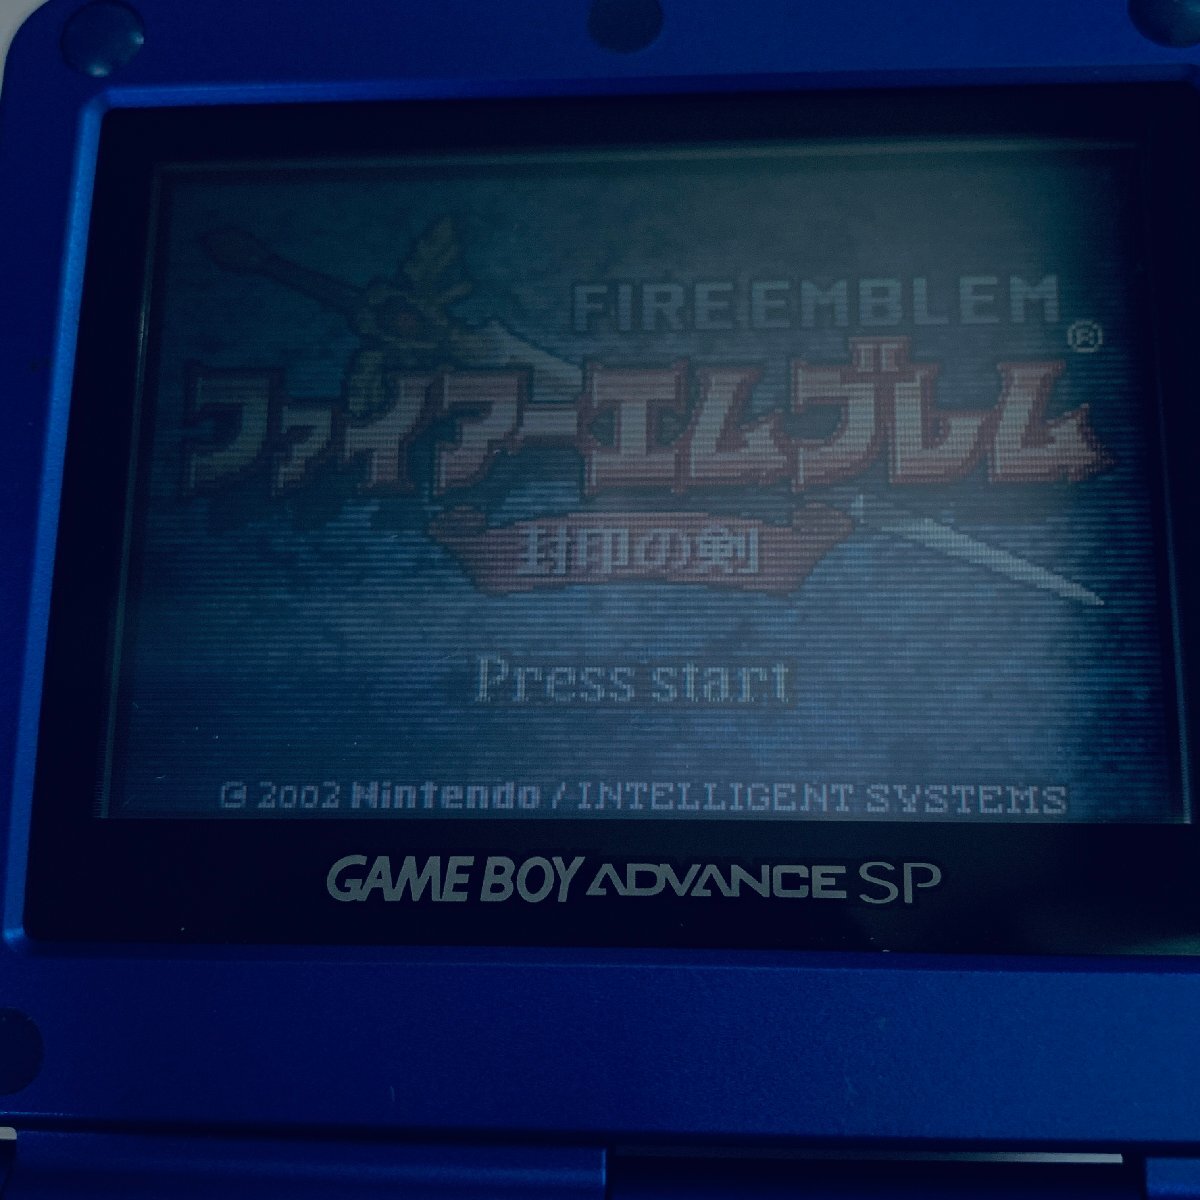 FIRE EMBLEM
®
ファイアーエムブレム
封印の剣
Press start
© 2002 Nintendo / INTELLIGENT SYSTEMS
GAME BOY ADVANCE SP